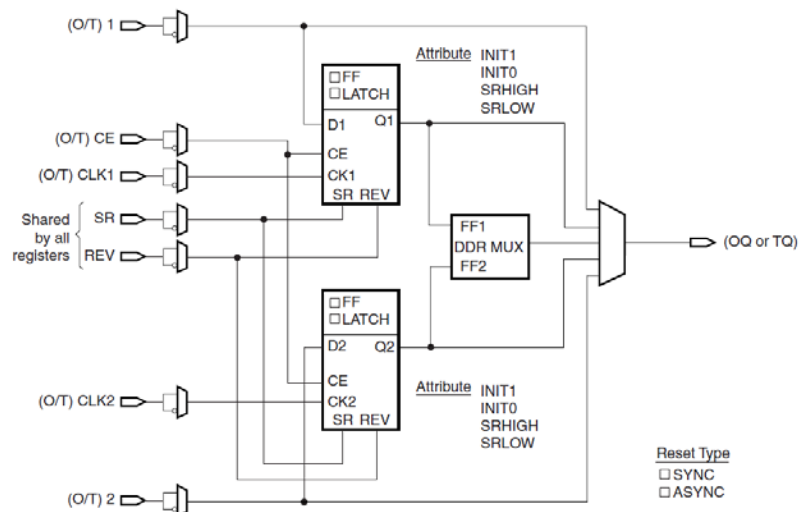 (O/T) 1
Attribute INIT1
INIT0
SRHIGH
SRLOW
FF
LATCH
D1 Q1
CE
CK1
SR REV
(O/T) CE
(O/T) CLK1
Shared
by all
registers
SR
REV
FF1
DDR MUX
FF2
(OQ or TQ)
FF
LATCH
D2 Q2
CE
CK2
SR REV
(O/T) CLK2
Attribute INIT1
INIT0
SRHIGH
SRLOW
Reset Type
SYNC
ASYNC
(O/T) 2